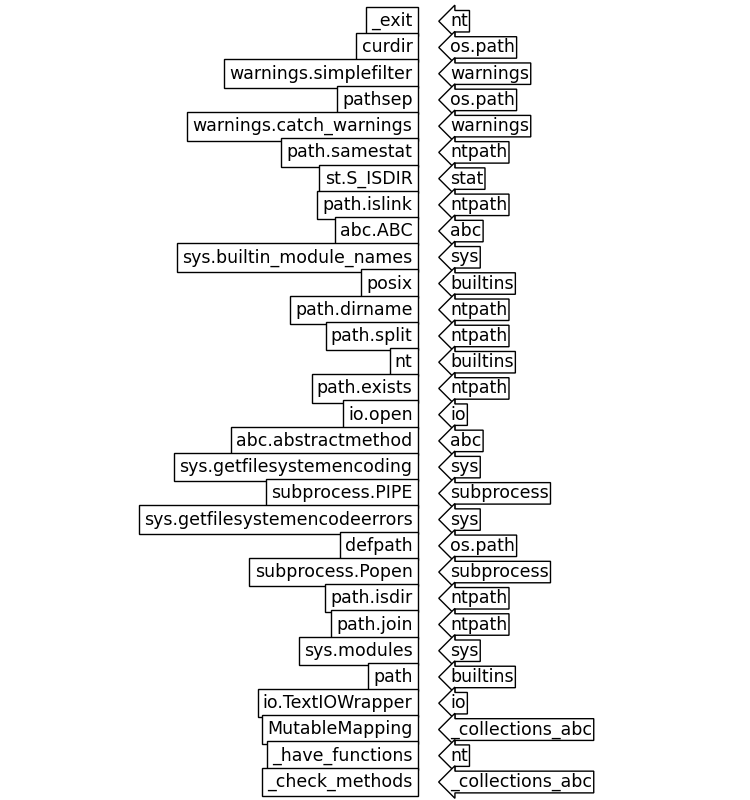 _exit nt
curdir os.path
warnings.simplefilter warnings
pathsep os.path
warnings.catch_warnings warnings
path.samestat ntpath
st.S_ISDIR stat
path.islink ntpath
abc.ABC abc
sys.builtin_module_names sys
posix builtins
path.dirname ntpath
path.split ntpath
nt builtins
path.exists ntpath
io.open io
abc.abstractmethod abc
sys.getfilesystemencoding sys
subprocess.PIPE subprocess
sys.getfilesystemencodeerrors sys
defpath os.path
subprocess.Popen subprocess
path.isdir ntpath
path.join ntpath
sys.modules sys
path builtins
io.TextIOWrapper io
MutableMapping _collections_abc
_have_functions nt
_check_methods _collections_abc